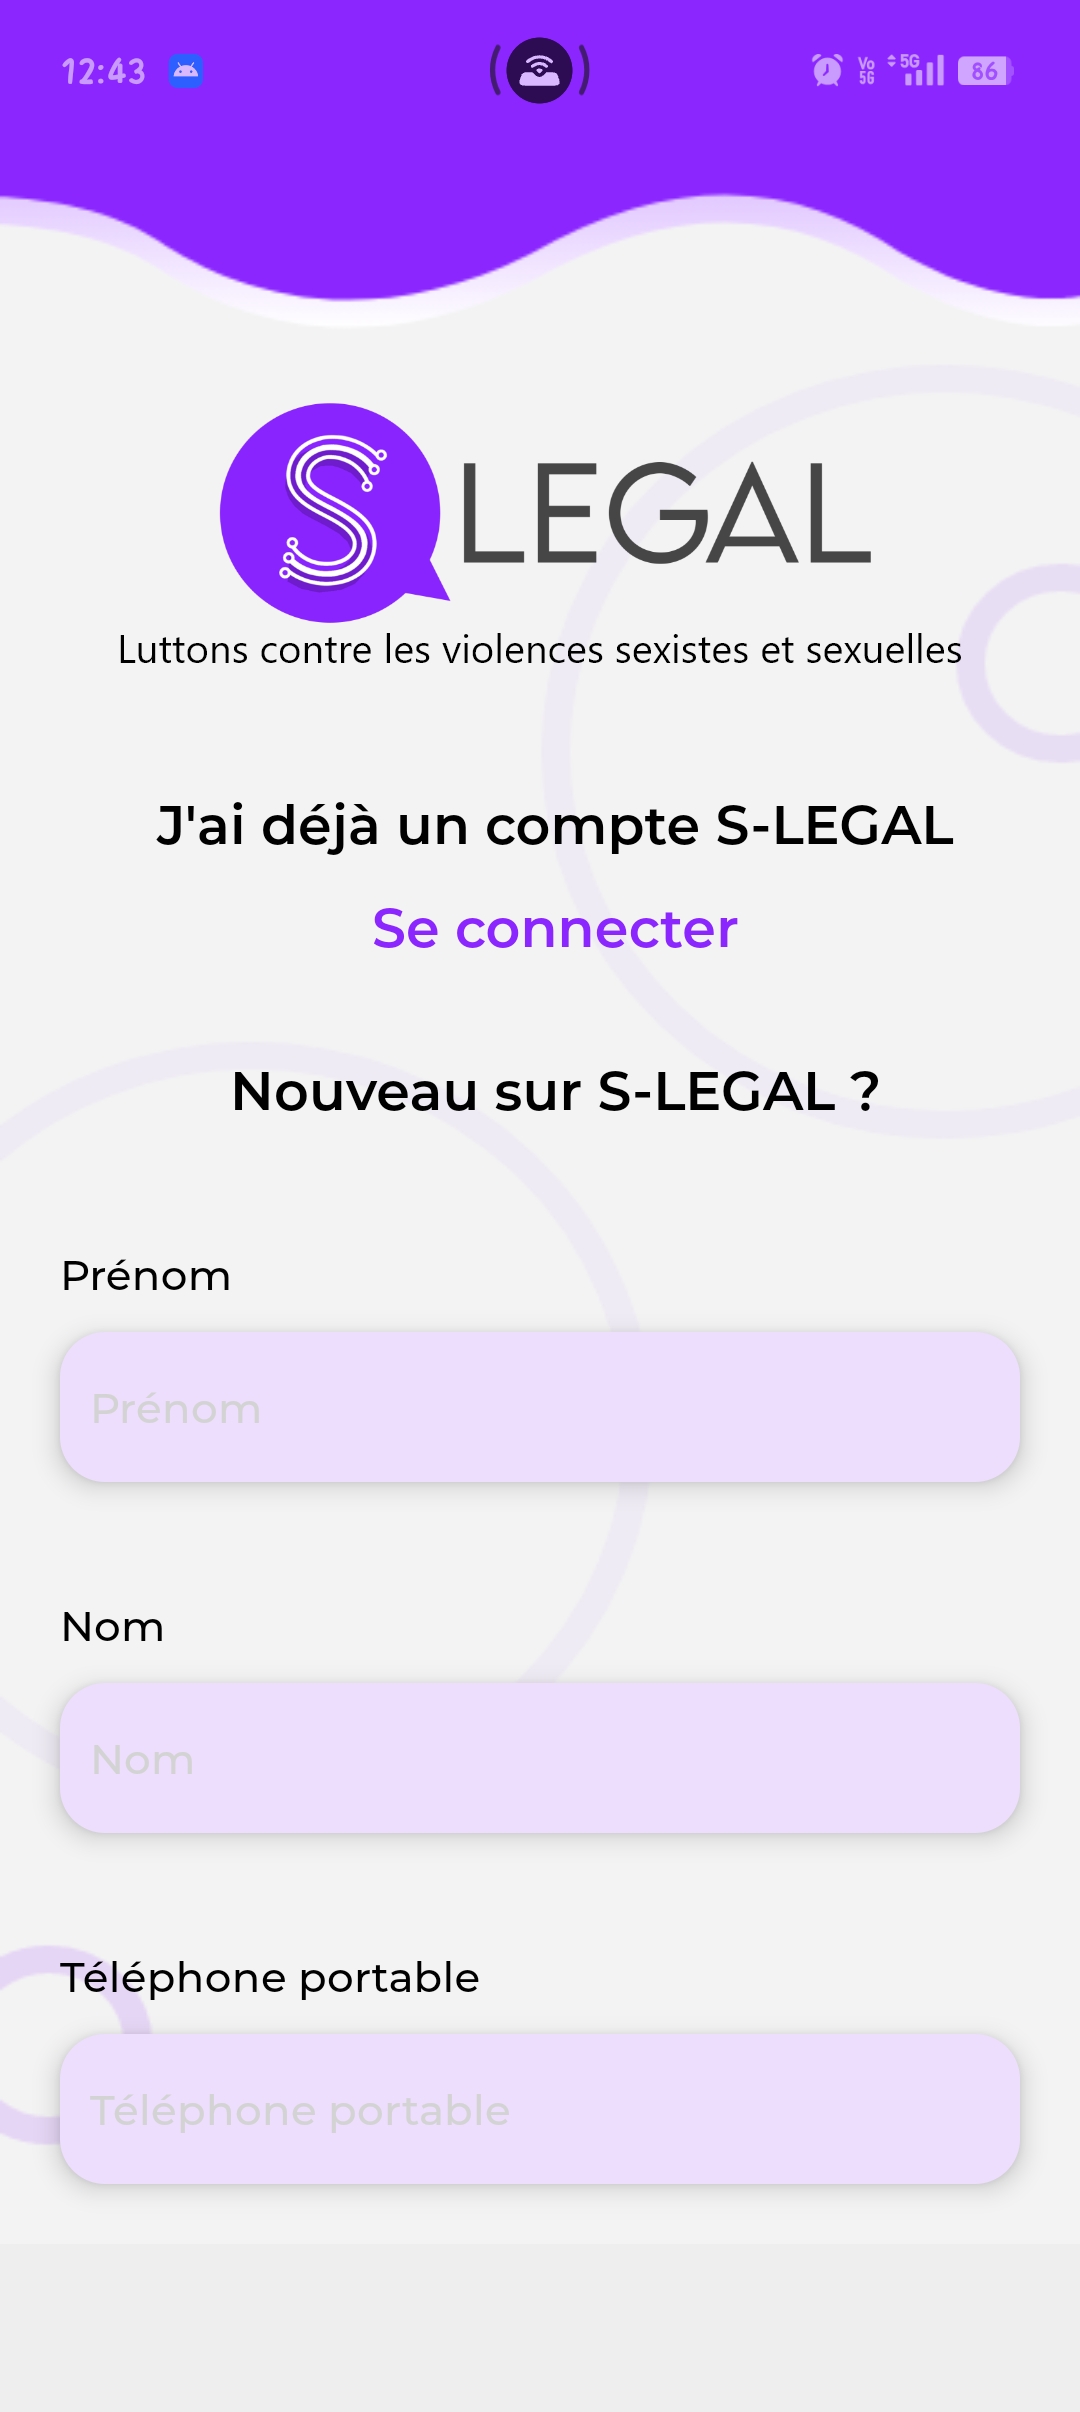 12:43
Vo 5G
5G
86
S LEGAL
Luttons contre les violences sexistes et sexuelles
J'ai déjà un compte S-LEGAL
Se connecter
Nouveau sur S-LEGAL ?
Prénom
Prénom
Nom
Nom
Téléphone portable
Téléphone portable